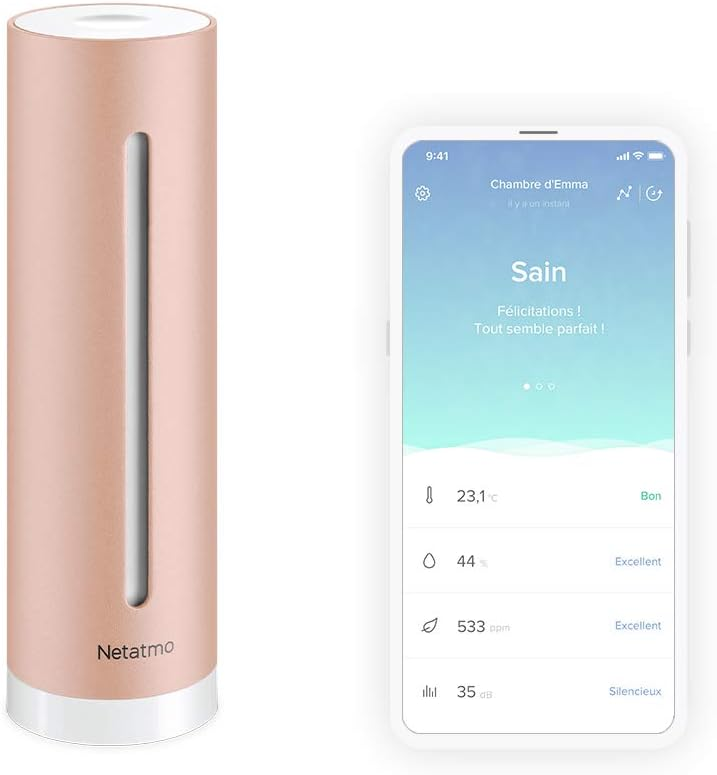 Netatmo
9:41
Chambre d'Emma
il y a un instant
Sain
Félicitations !
Tout semble parfait !
23,1 °C Bon
44 % Excellent
533 ppm Excellent
35 dB Silencieux